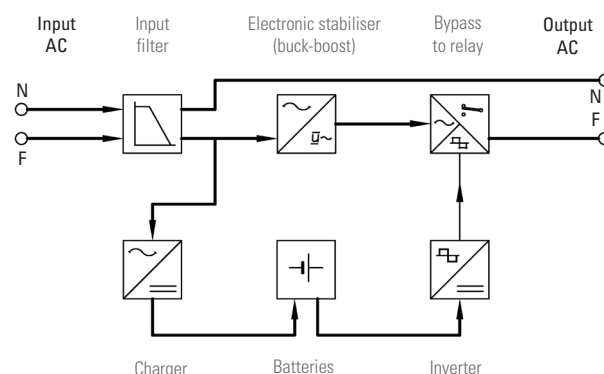 Input
AC
Input
filter
Electronic stabiliser
(buck-boost)
Bypass
to relay
Output
AC
N
F
N
F
u~
Charger
Batteries
Inverter